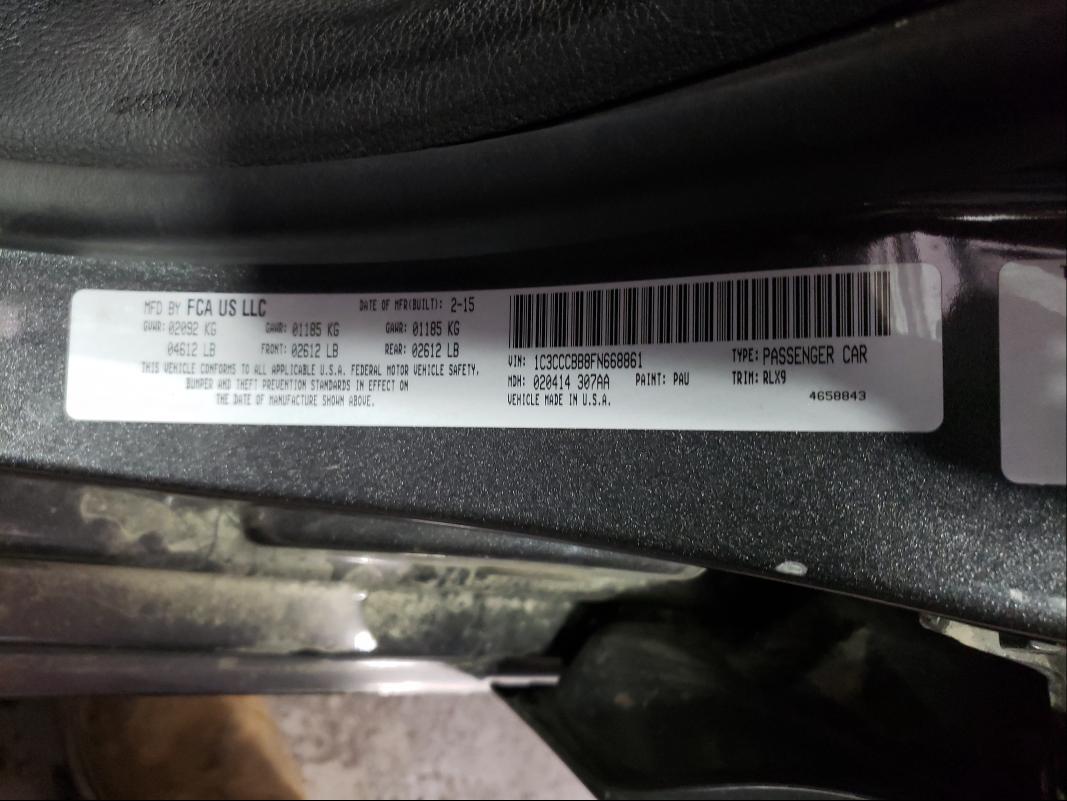 MFD BY FCA US LLC
DATE OF MFR(BUILT): 2-15
GVWR: 02092 KG
GAWR: 01185 KG
GAWR: 01185 KG
04612 LB
FRONT: 02612 LB
REAR: 02612 LB
THIS VEHICLE CONFORMS TO ALL APPLICABLE U.S.A. FEDERAL MOTOR VEHICLE SAFETY,
BUMPER AND THEFT PREVENTION STANDARDS IN EFFECT ON
THE DATE OF MANUFACTURE SHOWN ABOVE.
VIN: 1C3CCCBB8FN668861
TYPE: PASSENGER CAR
MDH: 020414 307AA
PAINT: PAU
TRIM: RLX9
VEHICLE MADE IN U.S.A.
4658843